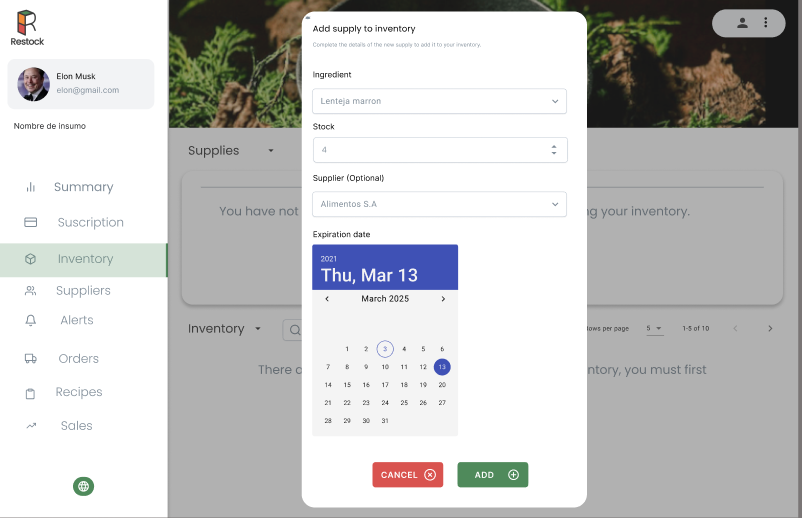 Restock
Elon Musk
elon@gmail.com
Nombre de insumo
Summary
Suscription
Inventory
Suppliers
Alerts
Orders
Recipes
Sales
Supplies
You have not
ng your inventory.
Inventory
ows per page 5 1-5 of 10
There a
ntory, you must first
Add supply to inventory
Complete the details of the new supply to add it to your inventory.
Ingredient
Lenteja marron
Stock
4
Supplier (Optional)
Alimentos S.A
Expiration date
2021
Thu, Mar 13
March 2025
1 2 3 4 5 6
7 8 9 10 11 12 13
14 15 16 17 18 19 20
21 22 23 24 25 26 27
28 29 30 31
CANCEL ADD